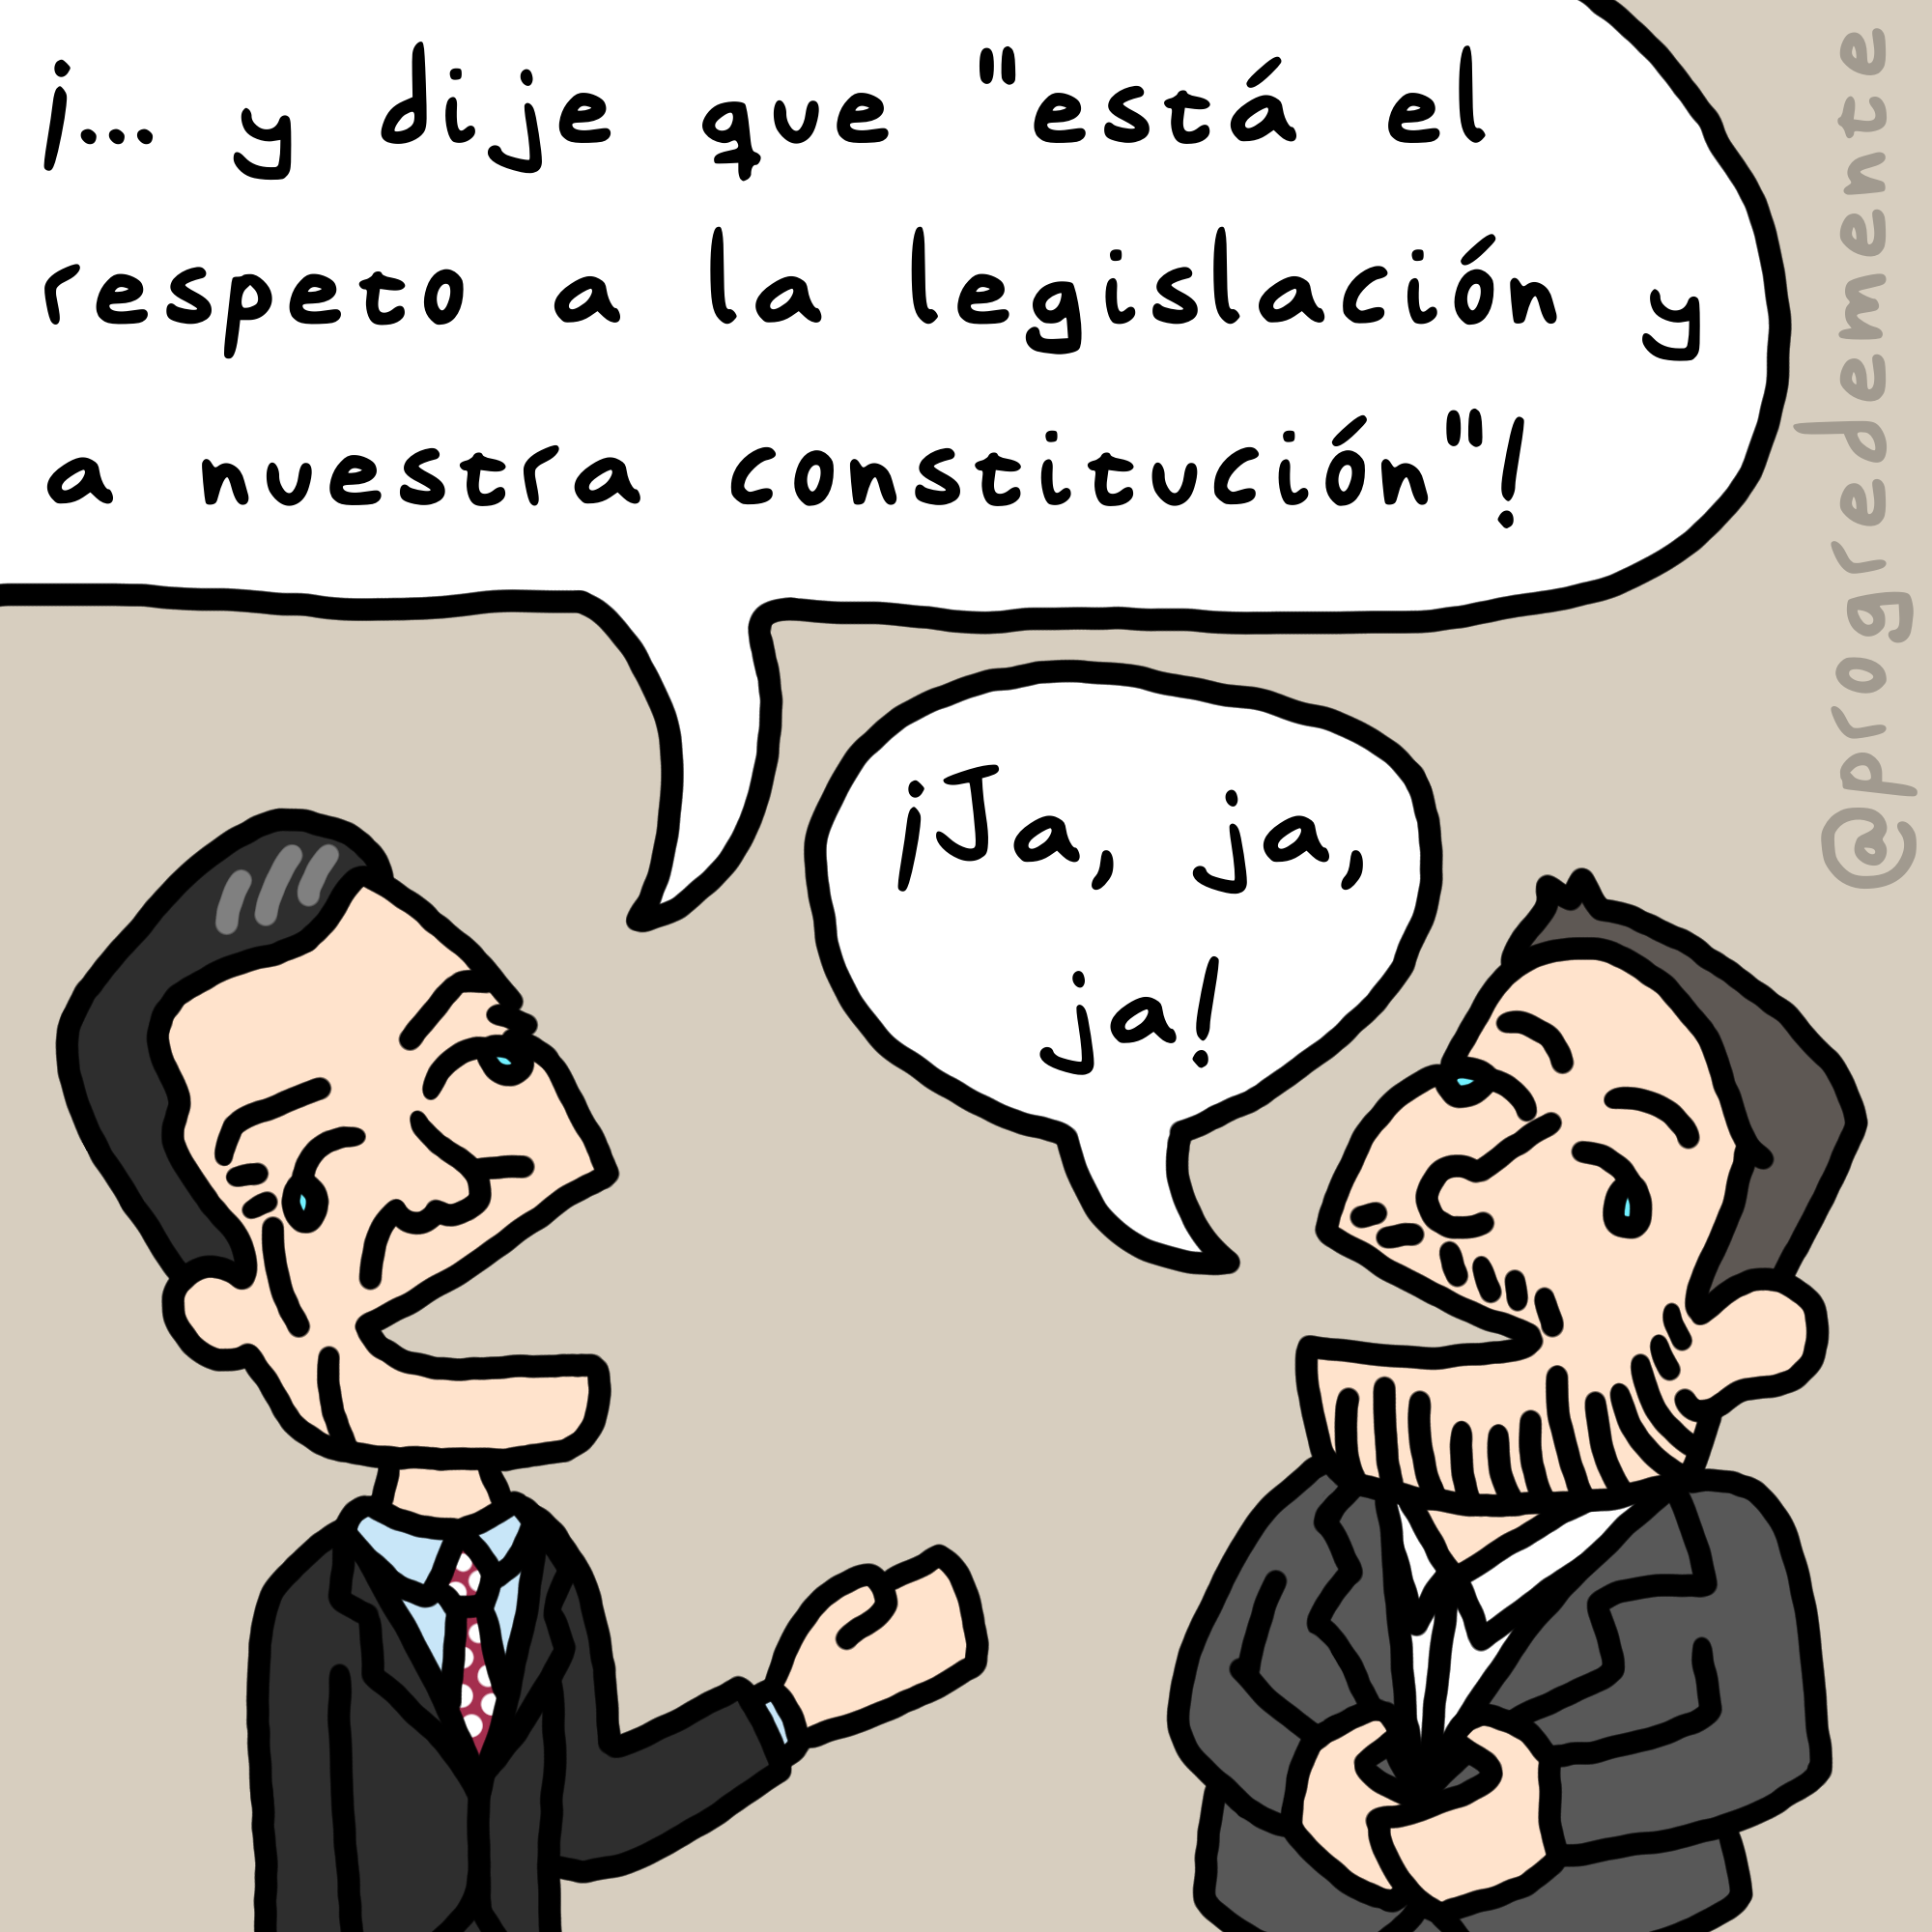 ¡... y dije que "está el
respeto a la legislación y
a nuestra constitución"!
¡Ja, ja,
ja!
@progredemente